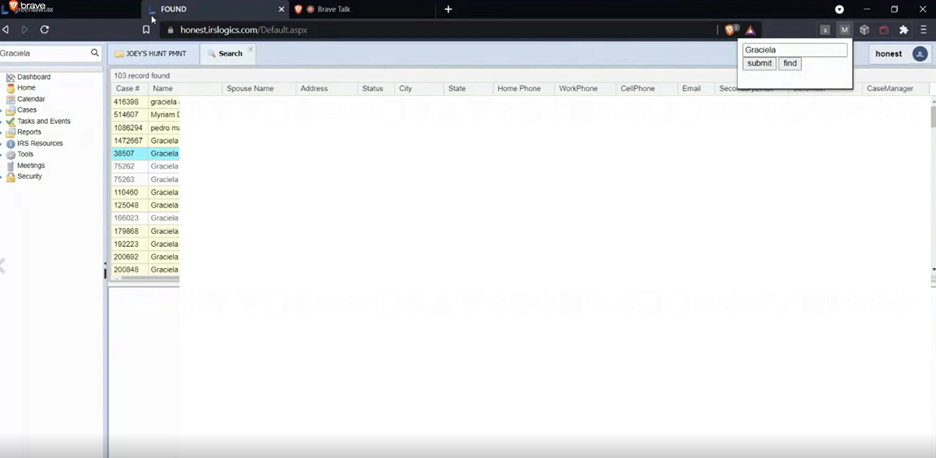 brave
FOUND
Brave Talk
honest.irslogics.com/Default.aspx
Graciela
JOEY'S HUNT PMNT
Search
Graciela
submit
find
honest
JL
Dashboard
Home
Calendar
Cases
Tasks and Events
Reports
IRS Resources
Tools
Meetings
Security
103 record found
Case # Name Spouse Name Address Status City State Home Phone WorkPhone CellPhone Email CaseManager
416398 graciela
514607 Myriam D
1086294 pedro ma
1472667 Graciela
38507 Graciela
75262 Graciela
75263 Graciela
110460 Graciela
125048 Graciela
166023 Graciela
179868 Graciela
192223 Graciela
200692 Graciela
200848 Graciela